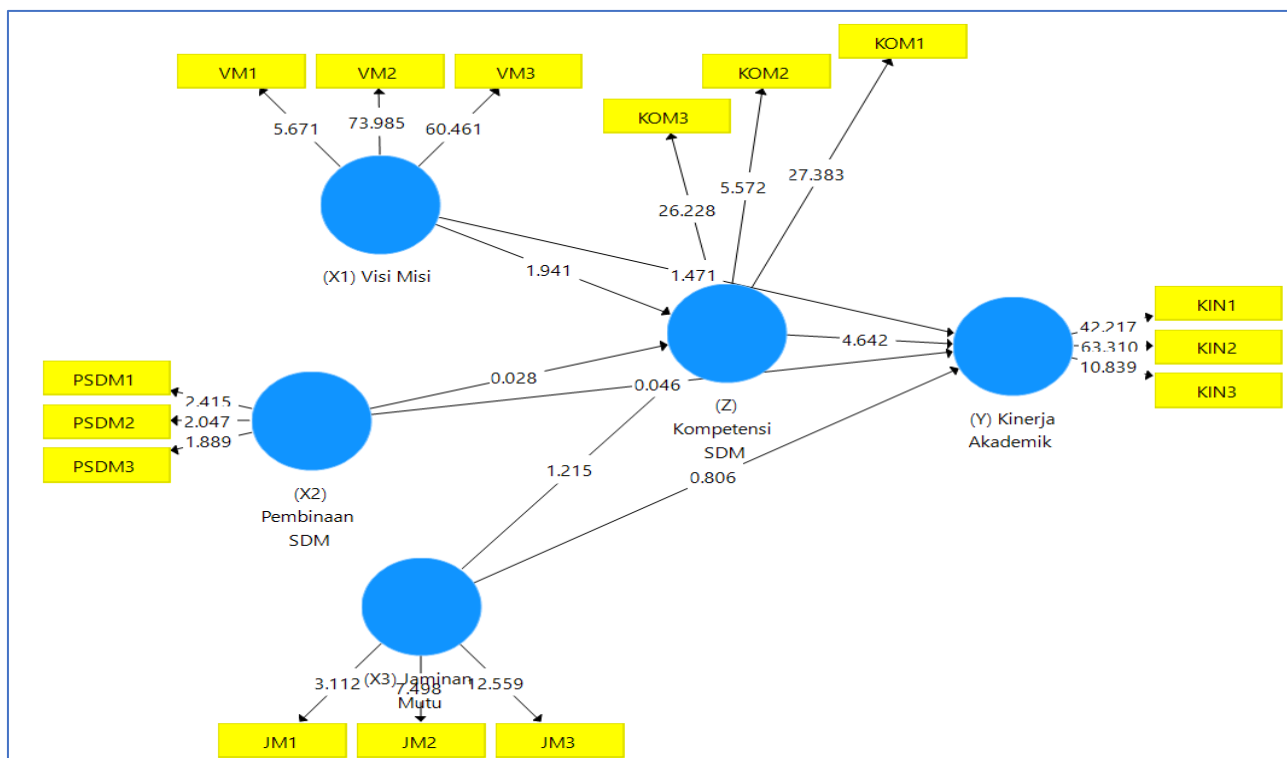 KOM1
VM1
VM2
VM3
KOM2
KOM3
5.671
73.985
60.461
26.228
5.572
27.383
(X1) Visi Misi
1.941
1.471
KIN1
42.217
4.642
63.310
KIN2
10.839
KIN3
PSDM1
2.415
PSDM2
2.047
PSDM3
1.889
0.028
0.046
(Z)
Kompetensi
SDM
(Y) Kinerja
Akademik
(X2)
Pembinaan
SDM
1.215
0.806
(X3) Jaminan
Mutu
3.112
7.498
12.559
JM1
JM2
JM3